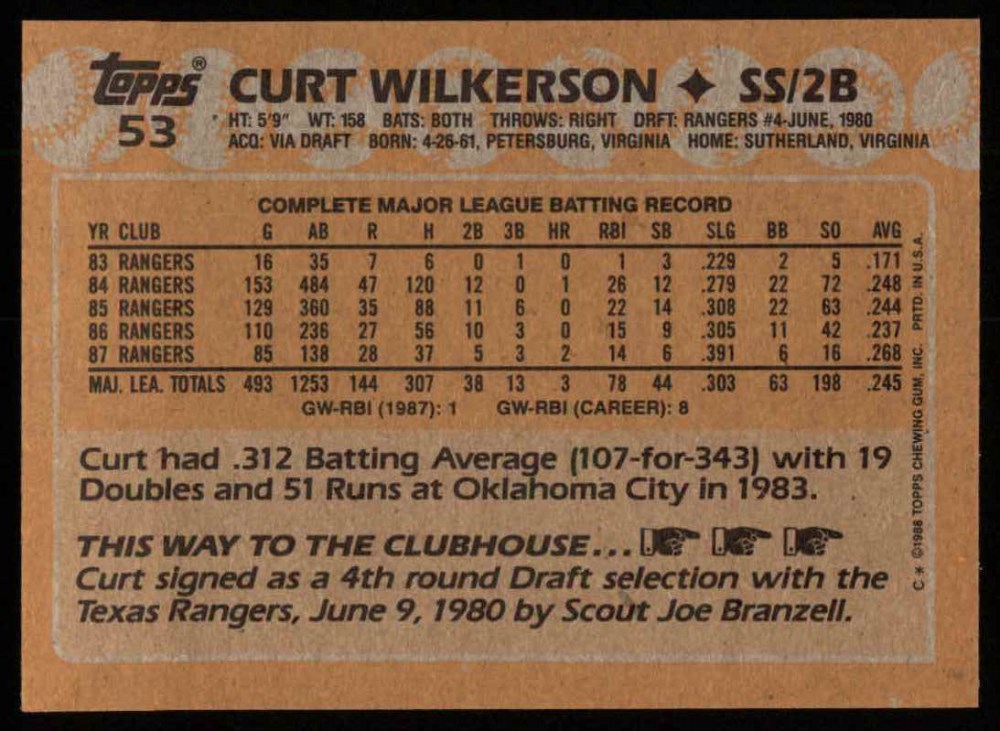 Topps® CURT WILKERSON ✦ SS/2B
53 HT: 5'9" WT: 158 BATS: BOTH THROWS: RIGHT DRFT: RANGERS #4-JUNE, 1980
ACQ: VIA DRAFT BORN: 4-26-61, PETERSBURG, VIRGINIA HOME: SUTHERLAND, VIRGINIA
COMPLETE MAJOR LEAGUE BATTING RECORD
YR CLUB G AB R H 2B 3B HR RBI SB SLG BB SO AVG
83 RANGERS 16 35 7 6 0 1 0 1 3 .229 2 5 .171
84 RANGERS 153 484 47 120 12 0 1 26 12 .279 22 72 .248
85 RANGERS 129 360 35 88 11 6 0 22 14 .308 22 63 .244
86 RANGERS 110 236 27 56 10 3 0 15 9 .305 11 42 .237
87 RANGERS 85 138 28 37 5 3 2 14 6 .391 6 16 .268
MAJ. LEA. TOTALS 493 1253 144 307 38 13 3 78 44 .303 63 198 .245
GW-RBI (1987): 1 GW-RBI (CAREER): 8
Curt had .312 Batting Average (107-for-343) with 19
Doubles and 51 Runs at Oklahoma City in 1983.
THIS WAY TO THE CLUBHOUSE...
Curt signed as a 4th round Draft selection with the
Texas Rangers, June 9, 1980 by Scout Joe Branzell.
C * ©1988 TOPPS CHEWING GUM, INC. PRTD. IN U.S.A.